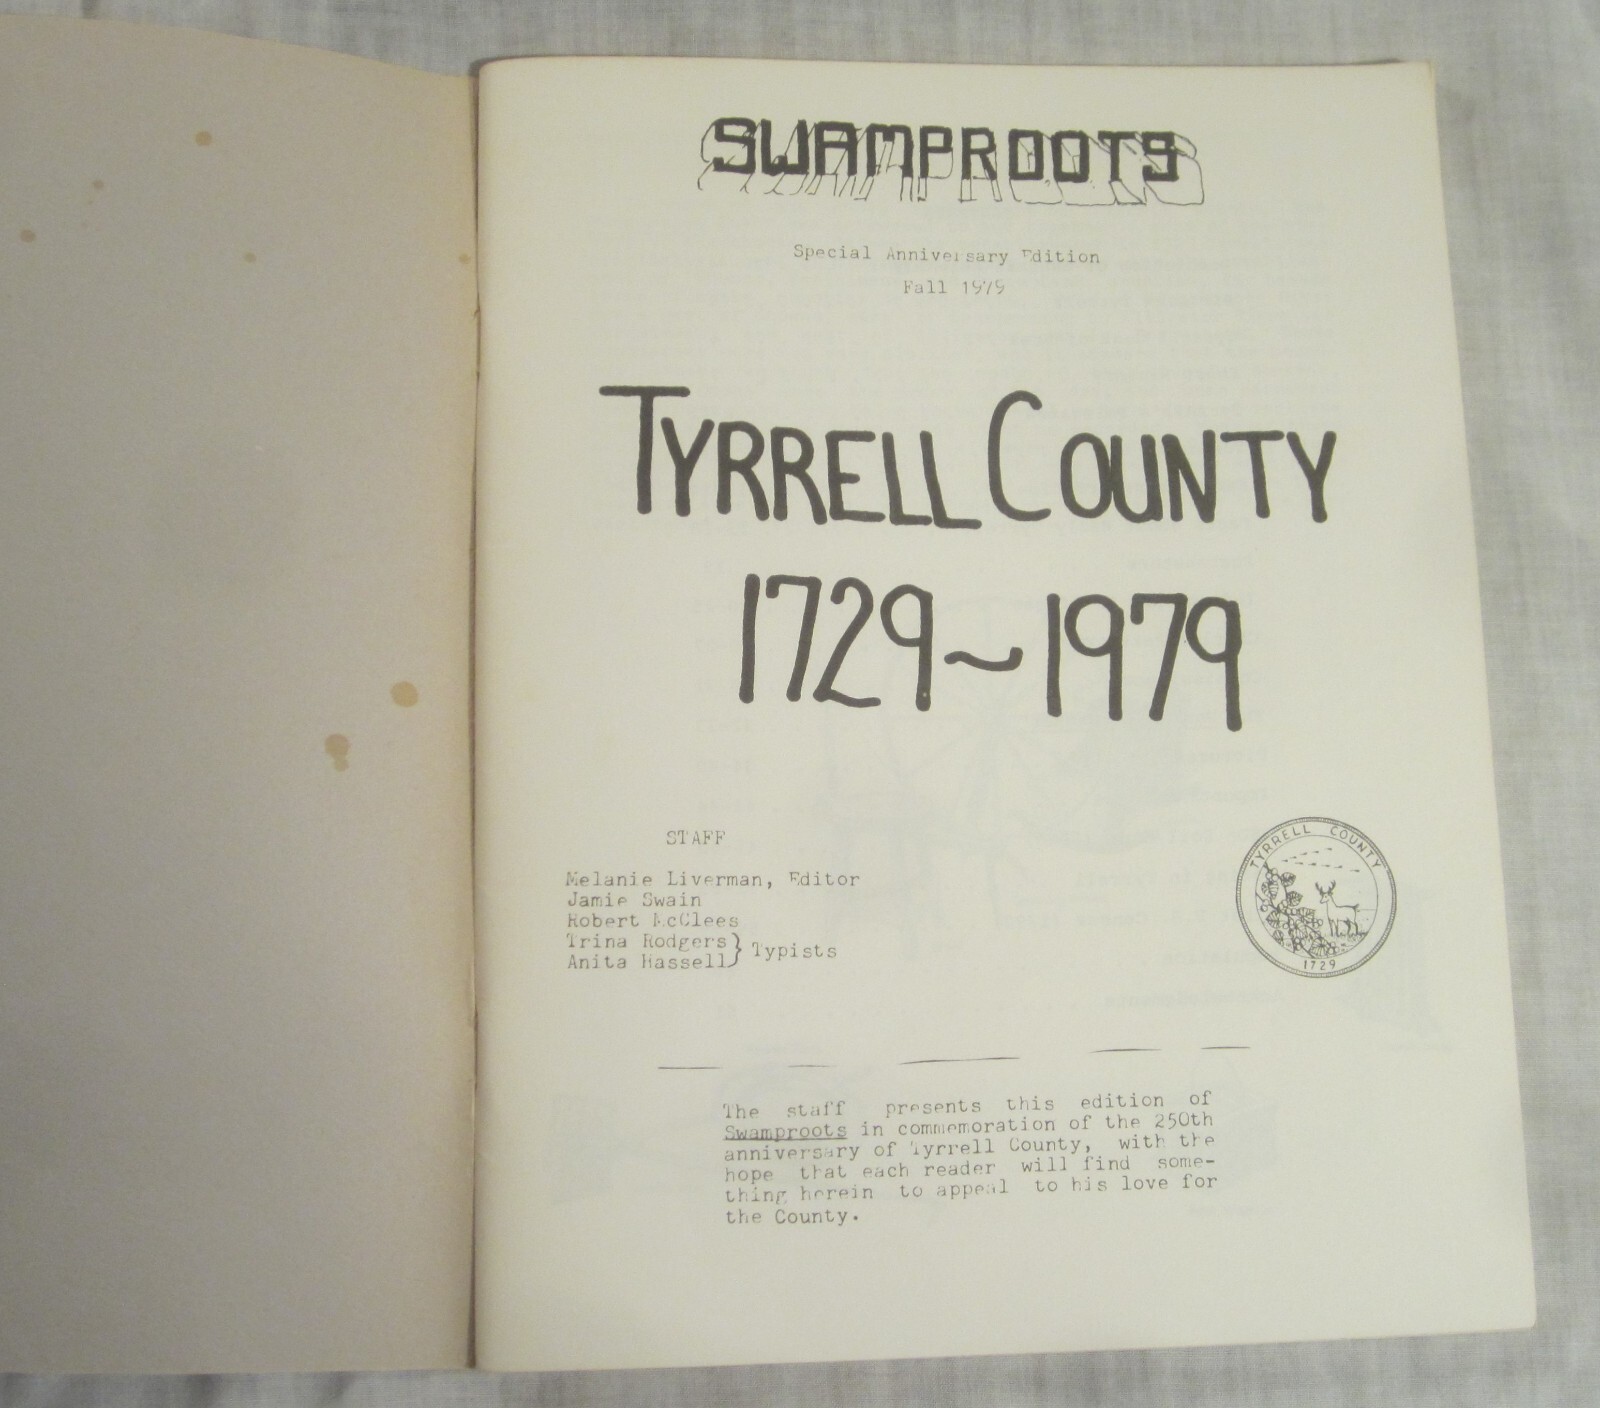 SWAMPROOTS
Special Anniversary Edition
Fall 1979
TYRRELL COUNTY
1729~1979
STAFF
Melanie Liverman, Editor
Jamie Swain
Robert McClees
Trina Rodgers
Anita Hassell} Typists
TYRRELL COUNTY
1729
The staff presents this edition of
Swamproots in commemoration of the 250th
anniversary of Tyrrell County, with the
hope that each reader will find some-
thing herein to appeal to his love for
the County.